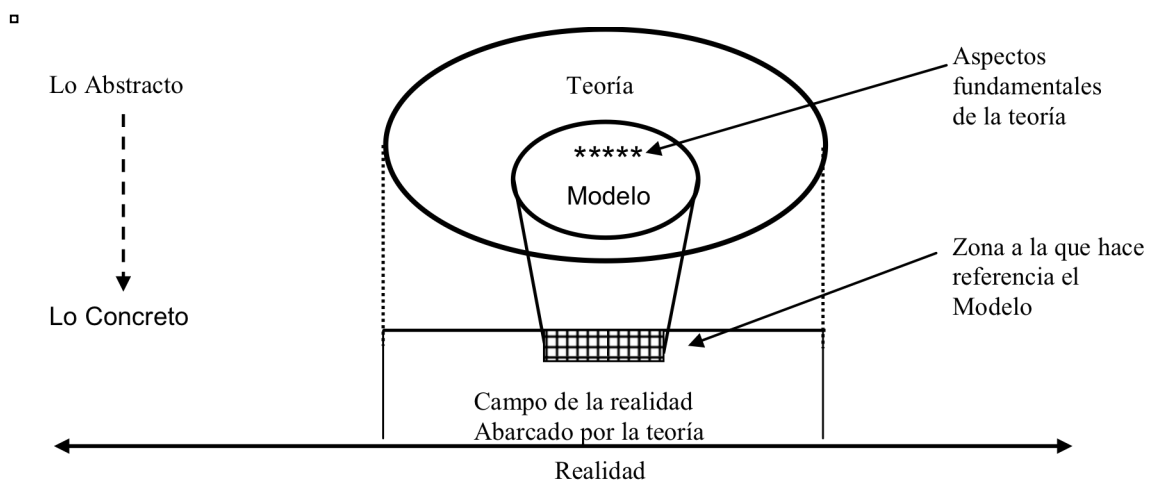 Lo Abstracto
Teoría
Aspectos
fundamentales
de la teoría
*****
Modelo
Zona a la que hace
referencia el
Modelo
Lo Concreto
Campo de la realidad
Abarcado por la teoría
Realidad